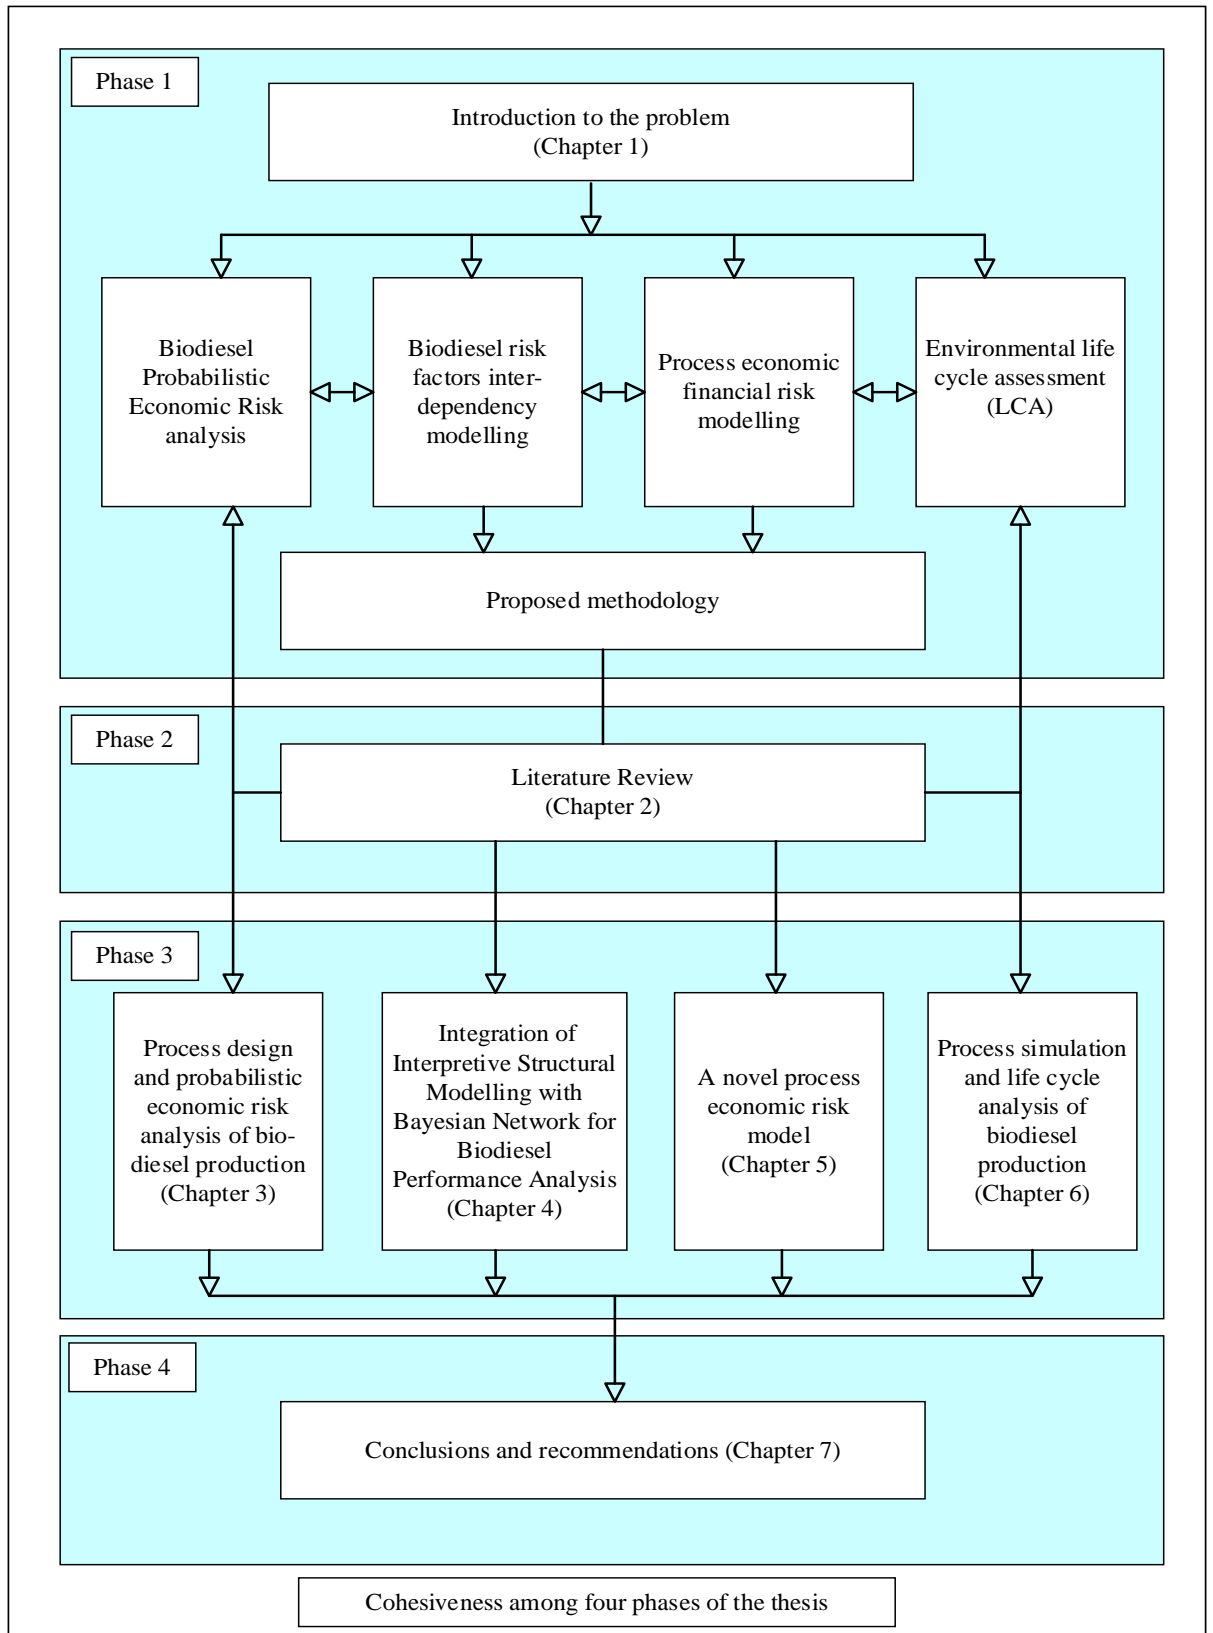 Phase 1
Introduction to the problem
(Chapter 1)
Biodiesel
Probabilistic
Economic Risk
analysis
Biodiesel risk
factors inter-
dependency
modelling
Process economic
financial risk
modelling
Environmental life
cycle assessment
(LCA)
Proposed methodology
Phase 2
Literature Review
(Chapter 2)
Phase 3
Process design
and probabilistic
economic risk
analysis of bio-
diesel production
(Chapter 3)
Integration of
Interpretive Structural
Modelling with
Bayesian Network for
Biodiesel
Performance Analysis
(Chapter 4)
A novel process
economic risk
model
(Chapter 5)
Process simulation
and life cycle
analysis of
biodiesel
production
(Chapter 6)
Phase 4
Conclusions and recommendations (Chapter 7)
Cohesiveness among four phases of the thesis